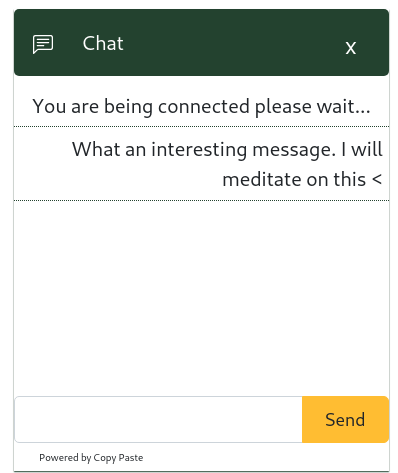 Chat
x
You are being connected please wait...
What an interesting message. I will
meditate on this <
Send
Powered by Copy Paste